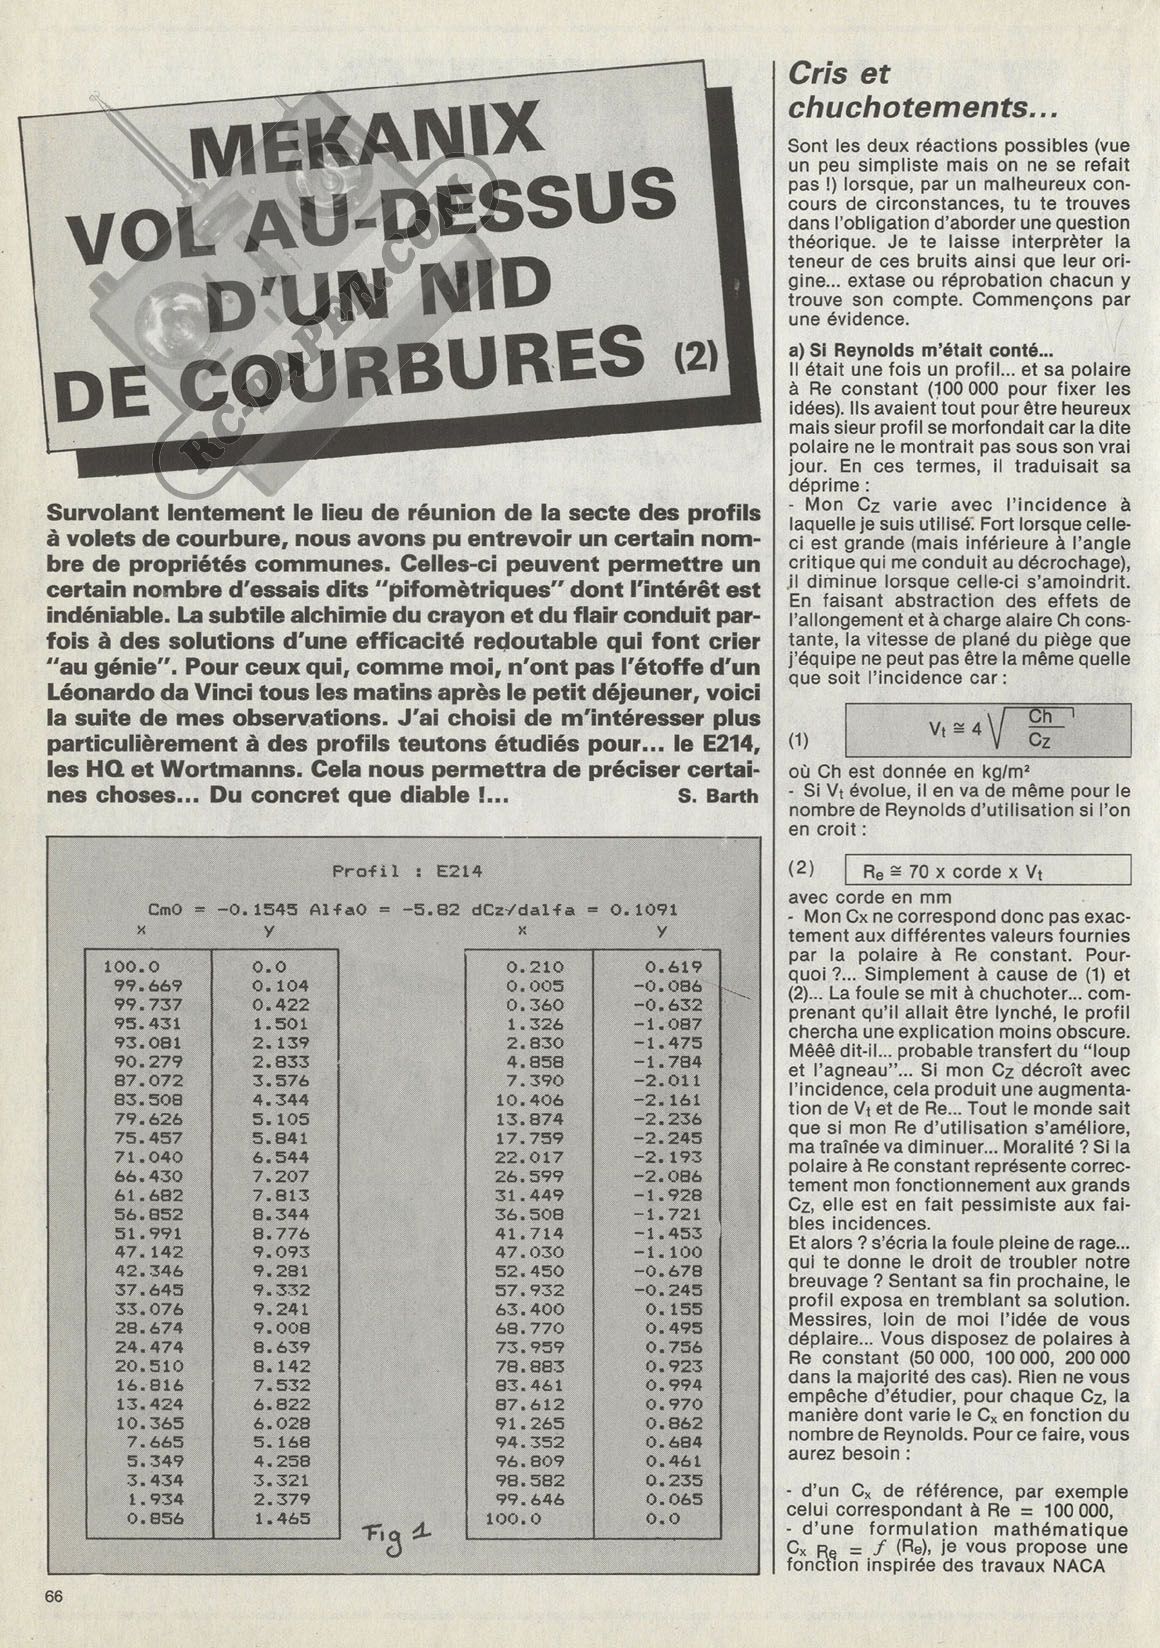 MEKANIX
VOL AU-DESSUS
D'UN NID
DE COURBURES (2)
RC-DIAPER.COM
Survolant lentement le lieu de réunion de la secte des profils
à volets de courbure, nous avons pu entrevoir un certain nom-
bre de propriétés communes. Celles-ci peuvent permettre un
certain nombre d'essais dits "pifomètriques" dont l'intérêt est
indéniable. La subtile alchimie du crayon et du flair conduit par-
fois à des solutions d'une efficacité redoutable qui font crier
"au génie". Pour ceux qui, comme moi, n'ont pas l'étoffe d'un
Léonardo da Vinci tous les matins après le petit déjeuner, voici
la suite de mes observations. J'ai choisi de m'intéresser plus
particulièrement à des profils teutons étudiés pour... le E214,
les HQ et Wortmanns. Cela nous permettra de préciser certai-
nes choses... Du concret que diable !... S. Barth
Profil : E214
Cm0 = -0.1545 Alfa0 = -5.82 dCz/dalfa = 0.1091
x y x y
100.0 0.0 0.210 0.619
99.669 0.104 0.005 -0.086
99.737 0.422 0.360 -0.632
95.431 1.501 1.326 -1.087
93.081 2.139 2.830 -1.475
90.279 2.833 4.858 -1.784
87.072 3.576 7.390 -2.011
83.508 4.344 10.406 -2.161
79.626 5.105 13.874 -2.236
75.457 5.841 17.759 -2.245
71.040 6.544 22.017 -2.193
66.430 7.207 26.599 -2.086
61.682 7.813 31.449 -1.928
56.852 8.344 36.508 -1.721
51.991 8.776 41.714 -1.453
47.142 9.093 47.030 -1.100
42.346 9.281 52.450 -0.678
37.645 9.332 57.932 -0.245
33.076 9.241 63.400 0.155
28.674 9.008 68.770 0.495
24.474 8.639 73.959 0.756
20.510 8.142 78.883 0.923
16.816 7.532 83.461 0.994
13.424 6.822 87.612 0.970
10.365 6.028 91.265 0.862
7.665 5.168 94.352 0.684
5.349 4.258 96.809 0.461
3.434 3.321 98.582 0.235
1.934 2.379 99.646 0.065
0.856 1.465 100.0 0.0
Fig 1
66
Cris et
chuchotements...
Sont les deux réactions possibles (vue
un peu simpliste mais on ne se refait
pas !) lorsque, par un malheureux con-
cours de circonstances, tu te trouves
dans l'obligation d'aborder une question
théorique. Je te laisse interprèter la
teneur de ces bruits ainsi que leur ori-
gine... extase ou réprobation chacun y
trouve son compte. Commençons par
une évidence.
a) Si Reynolds m'était conté...
Il était une fois un profil... et sa polaire
à Re constant (100 000 pour fixer les
idées). Ils avaient tout pour être heureux
mais sieur profil se morfondait car la dite
polaire ne le montrait pas sous son vrai
jour. En ces termes, il traduisait sa
déprime :
- Mon Cz varie avec l'incidence à
laquelle je suis utilisé. Fort lorsque celle-
ci est grande (mais inférieure à l'angle
critique qui me conduit au décrochage),
il diminue lorsque celle-ci s'amoindrit.
En faisant abstraction des effets de
l'allongement et à charge alaire Ch cons-
tante, la vitesse de plané du piège que
j'équipe ne peut pas être la même quelle
que soit l'incidence car :
(1) Vt ≅ 4 √ Ch / Cz
où Ch est donnée en kg/m²
- Si Vt évolue, il en va de même pour le
nombre de Reynolds d'utilisation si l'on
en croit :
(2) Re ≅ 70 x corde x Vt
avec corde en mm
- Mon Cx ne correspond donc pas exac-
tement aux différentes valeurs fournies
par la polaire à Re constant. Pour-
quoi ?... Simplement à cause de (1) et
(2)... La foule se mit à chuchoter... com-
prenant qu'il allait être lynché, le profil
chercha une explication moins obscure.
Mêêê dit-il... probable transfert du "loup
et l'agneau"... Si mon Cz décroît avec
l'incidence, cela produit une augmenta-
tion de Vt et de Re... Tout le monde sait
que si mon Re d'utilisation s'améliore,
ma traînée va diminuer... Moralité ? Si la
polaire à Re constant représente correc-
tement mon fonctionnement aux grands
Cz, elle est en fait pessimiste aux fai-
bles incidences.
Et alors ? s'écria la foule pleine de rage...
qui te donne le droit de troubler notre
breuvage ? Sentant sa fin prochaine, le
profil exposa en tremblant sa solution.
Messires, loin de moi l'idée de vous
déplaire... Vous disposez de polaires à
Re constant (50 000, 100 000, 200 000
dans la majorité des cas). Rien ne vous
empêche d'étudier, pour chaque Cz, la
manière dont varie le Cx en fonction du
nombre de Reynolds. Pour ce faire, vous
aurez besoin :
- d'un Cx de référence, par exemple
celui correspondant à Re = 100 000,
- d'une formulation mathématique
Cx Re = f (Re), je vous propose une
fonction inspirée des travaux NACA